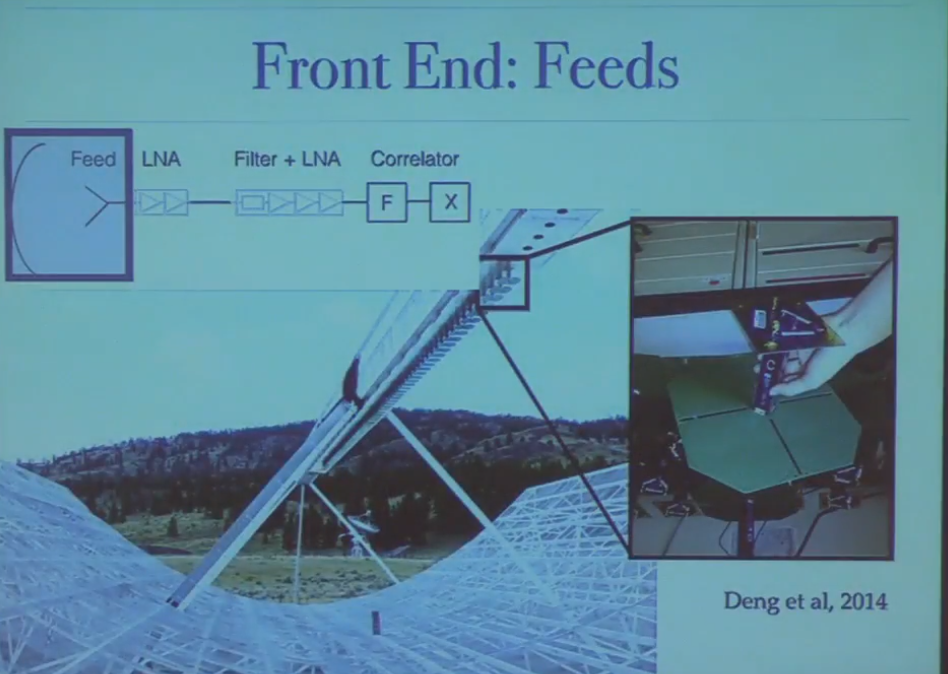 Front End: Feeds
Feed LNA Filter + LNA Correlator
F X
Deng et al, 2014